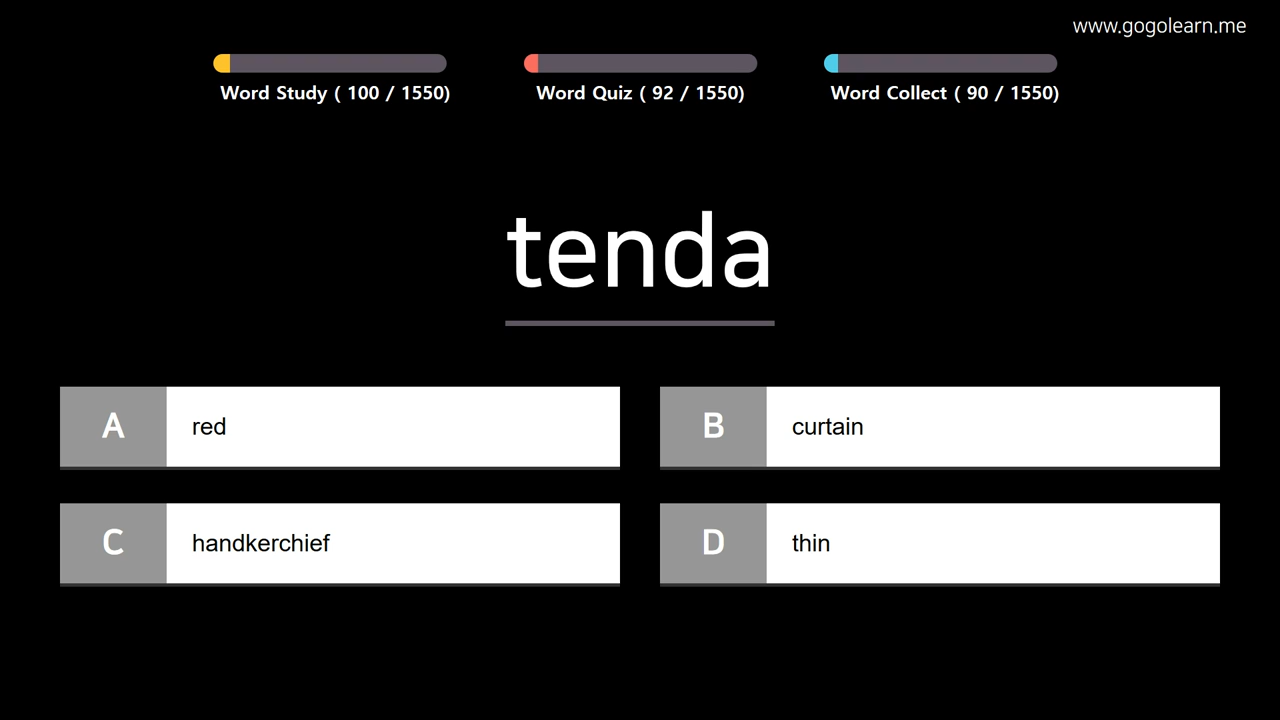 www.gogolearn.me
Word Study ( 100 / 1550)
Word Quiz ( 92 / 1550)
Word Collect ( 90 / 1550)
tenda
A red
B curtain
C handkerchief
D thin